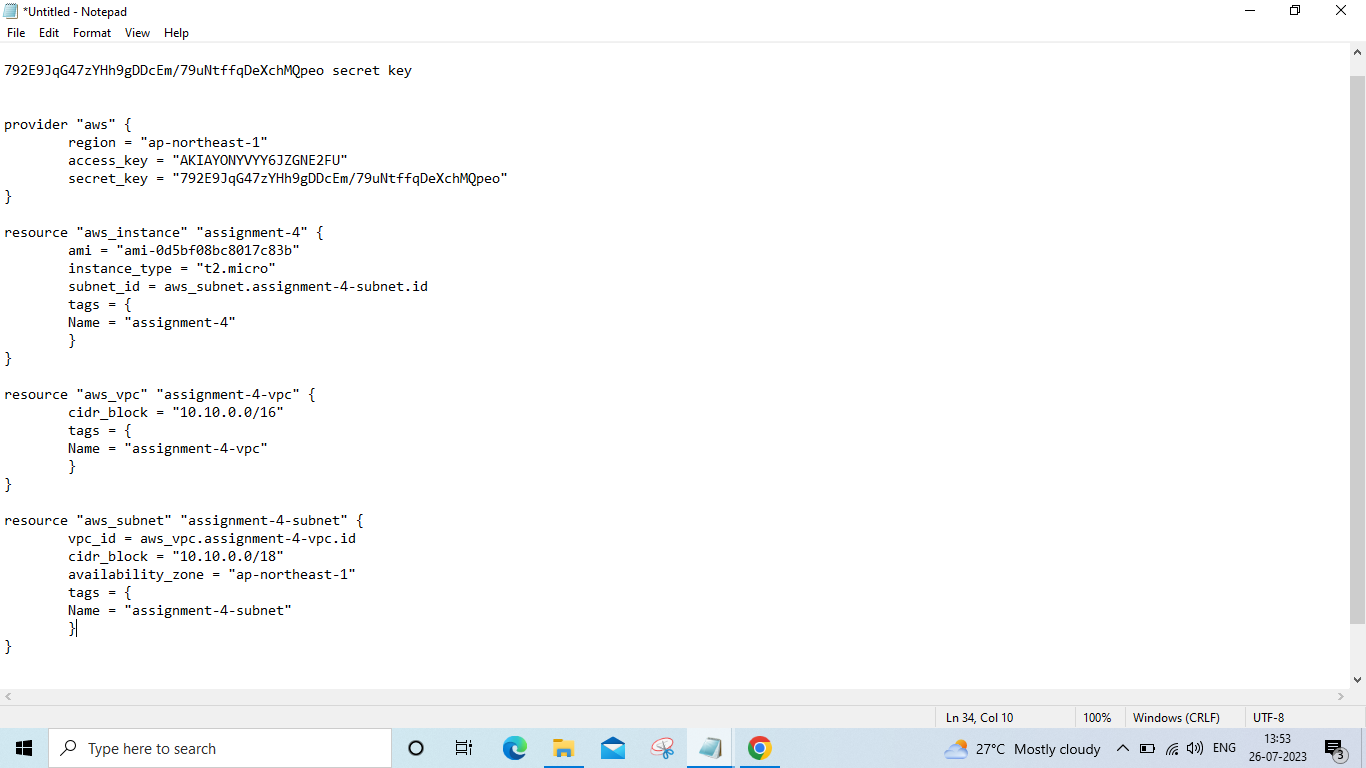 *Untitled - Notepad
File Edit Format View Help
792E9JqG47zYHh9gDDcEm/79uNtffqDeXchMQpeo secret key
provider "aws" {
region = "ap-northeast-1"
access_key = "AKIAYONYVYY6JZGNE2FU"
secret_key = "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"
}
resource "aws_instance" "assignment-4" {
ami = "ami-0d5bf08bc8017c83b"
instance_type = "t2.micro"
subnet_id = aws_subnet.assignment-4-subnet.id
tags = {
Name = "assignment-4"
}
}
resource "aws_vpc" "assignment-4-vpc" {
cidr_block = "10.10.0.0/16"
tags = {
Name = "assignment-4-vpc"
}
}
resource "aws_subnet" "assignment-4-subnet" {
vpc_id = aws_vpc.assignment-4-vpc.id
cidr_block = "10.10.0.0/18"
availability_zone = "ap-northeast-1"
tags = {
Name = "assignment-4-subnet"
}
}
Ln 34, Col 10 100% Windows (CRLF) UTF-8
Type here to search
27°C Mostly cloudy
ENG
13:53
26-07-2023
3